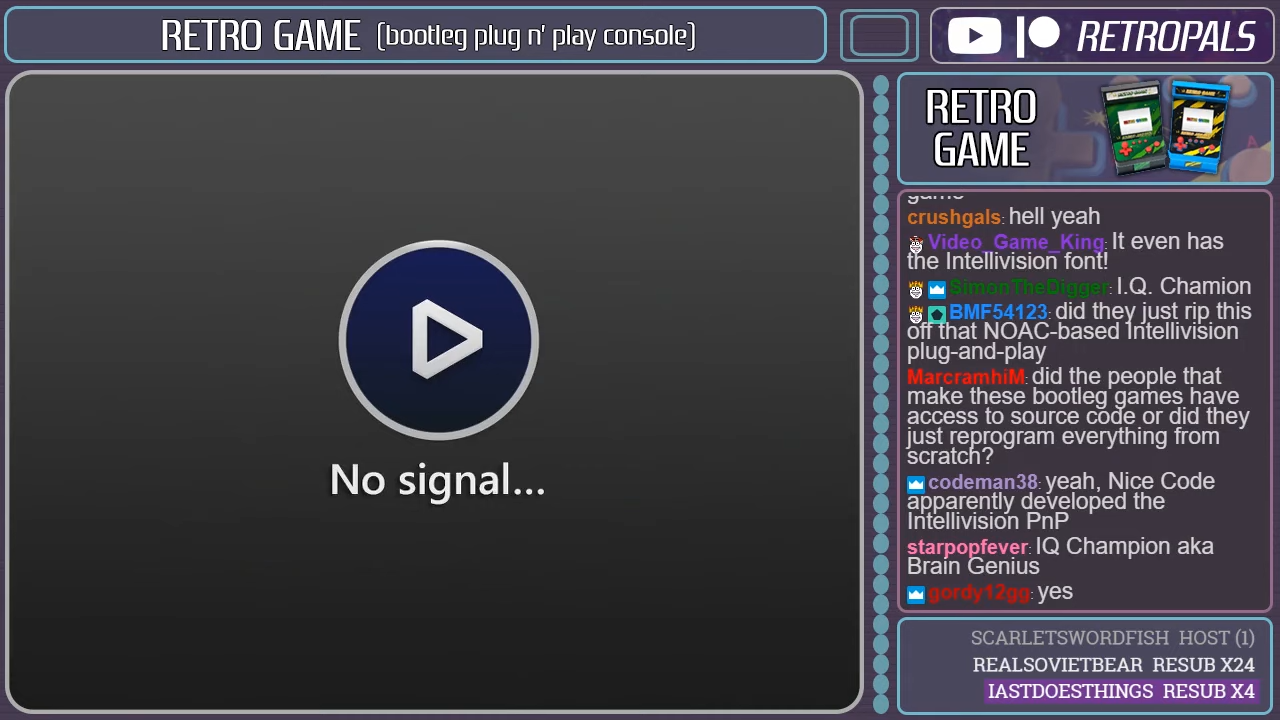 RETRO GAME (bootleg plug n' play console)
RETROPALS
RETRO
GAME
game
crushgals: hell yeah
Video_Game_King: It even has
the Intellivision font!
SimonTheDigger: I.Q. Chamion
BMF54123: did they just rip this
off that NOAC-based Intellivision
plug-and-play
MarcramhiM: did the people that
make these bootleg games have
access to source code or did they
just reprogram everything from
scratch?
codeman38: yeah, Nice Code
apparently developed the
Intellivision PnP
starpopfever: IQ Champion aka
Brain Genius
gordy12gg: yes
No signal...
SCARLETSWORDFISH HOST (1)
REALSOVIETBEAR RESUB X24
IASTDOESTHINGS RESUB X4